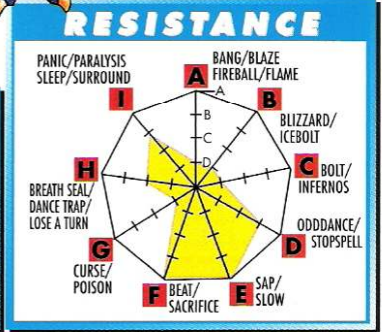 RESISTANCE
PANIC/PARALYSIS
SLEEP/SURROUND
I
A
BANG/BLAZE
FIREBALL/FLAME
A
B
C
D
B
BLIZZARD/
ICEBOLT
C
BOLT/
INFERNOS
D
ODDDANCE/
STOPSPELL
E
SAP/
SLOW
F
BEAT/
SACRIFICE
G
CURSE/
POISON
H
BREATH SEAL/
DANCE TRAP/
LOSE A TURN